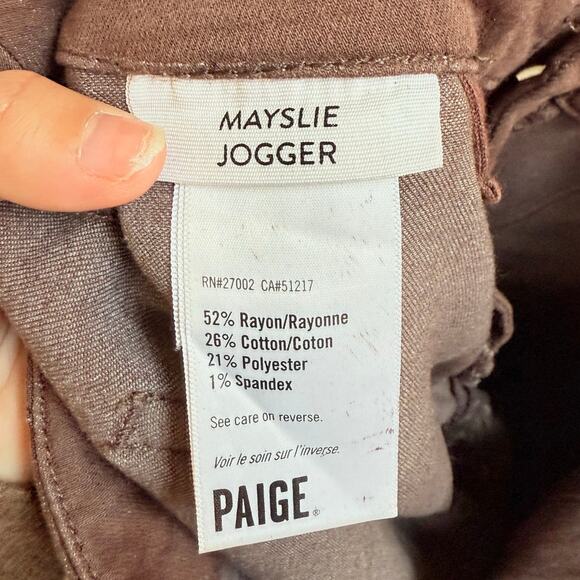 MAYSLIE
JOGGER
RN#27002 CA#51217
52% Rayon/Rayonne
26% Cotton/Coton
21% Polyester
1% Spandex
See care on reverse.
Voir le soin sur l'inverse.
PAIGE®